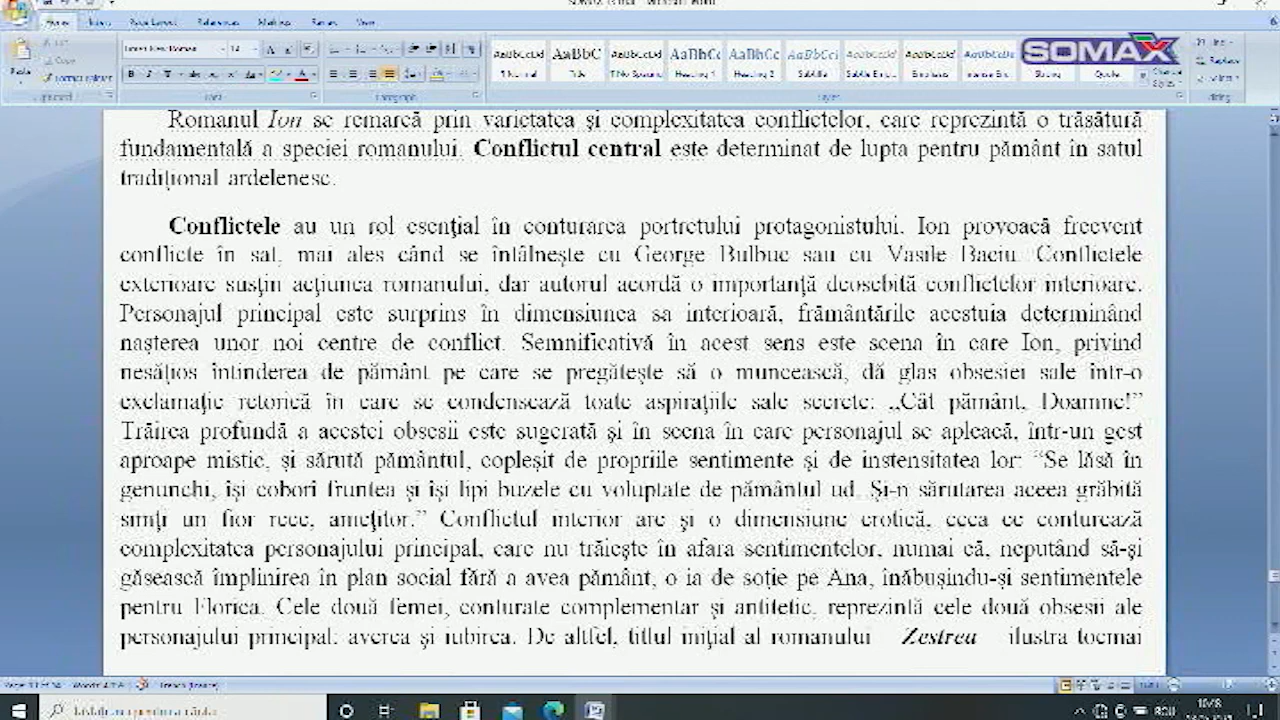 SOMAX
Romanul Ion se remarcă prin varietatea și complexitatea conflictelor, care reprezintă o trăsătură
fundamentală a speciei romanului. Conflictul central este determinat de lupta pentru pământ în satul
tradițional ardelenesc.
Conflictele au un rol esențial în conturarea portretului protagonistului. Ion provoacă frecvent
conflicte în sat, mai ales când se întâlnește cu George Bulbuc sau cu Vasile Baciu. Conflictele
exterioare susțin acțiunea romanului, dar autorul acordă o importanță deosebită conflictelor interioare.
Personajul principal este surprins în dimensiunea sa interioară, frământările acestuia determinând
nașterea unor noi centre de conflict. Semnificativă în acest sens este scena în care Ion, privind
nesățios întinderea de pământ pe care se pregătește să o muncească, dă glas obsesiei sale într-o
exclamație retorică în care se condensează toate aspirațiile sale secrete: „Cât pământ, Doamne!”
Trăirea profundă a acestei obsesii este sugerată și în scena în care personajul se apleacă, într-un gest
aproape mistic, și sărută pământul, copleșit de propriile sentimente și de instensitatea lor: “Se lăsă în
genunchi, își coborî fruntea și își lipi buzele cu voluptate de pământul ud. Și-n sărutarea aceea grăbită
simți un fior rece, amețitor.” Conflictul interior are și o dimensiune erotică, ceea ce conturează
complexitatea personajului principal, care nu trăiește în afara sentimentelor, numai că, neputând să-și
găsească împlinirea în plan social fără a avea pământ, o ia de soție pe Ana, înăbușindu-și sentimentele
pentru Florica. Cele două femei, conturate complementar și antitetic, reprezintă cele două obsesii ale
personajului principal: averea și iubirea. De altfel, titlul inițial al romanului Zestrea ilustra tocmai